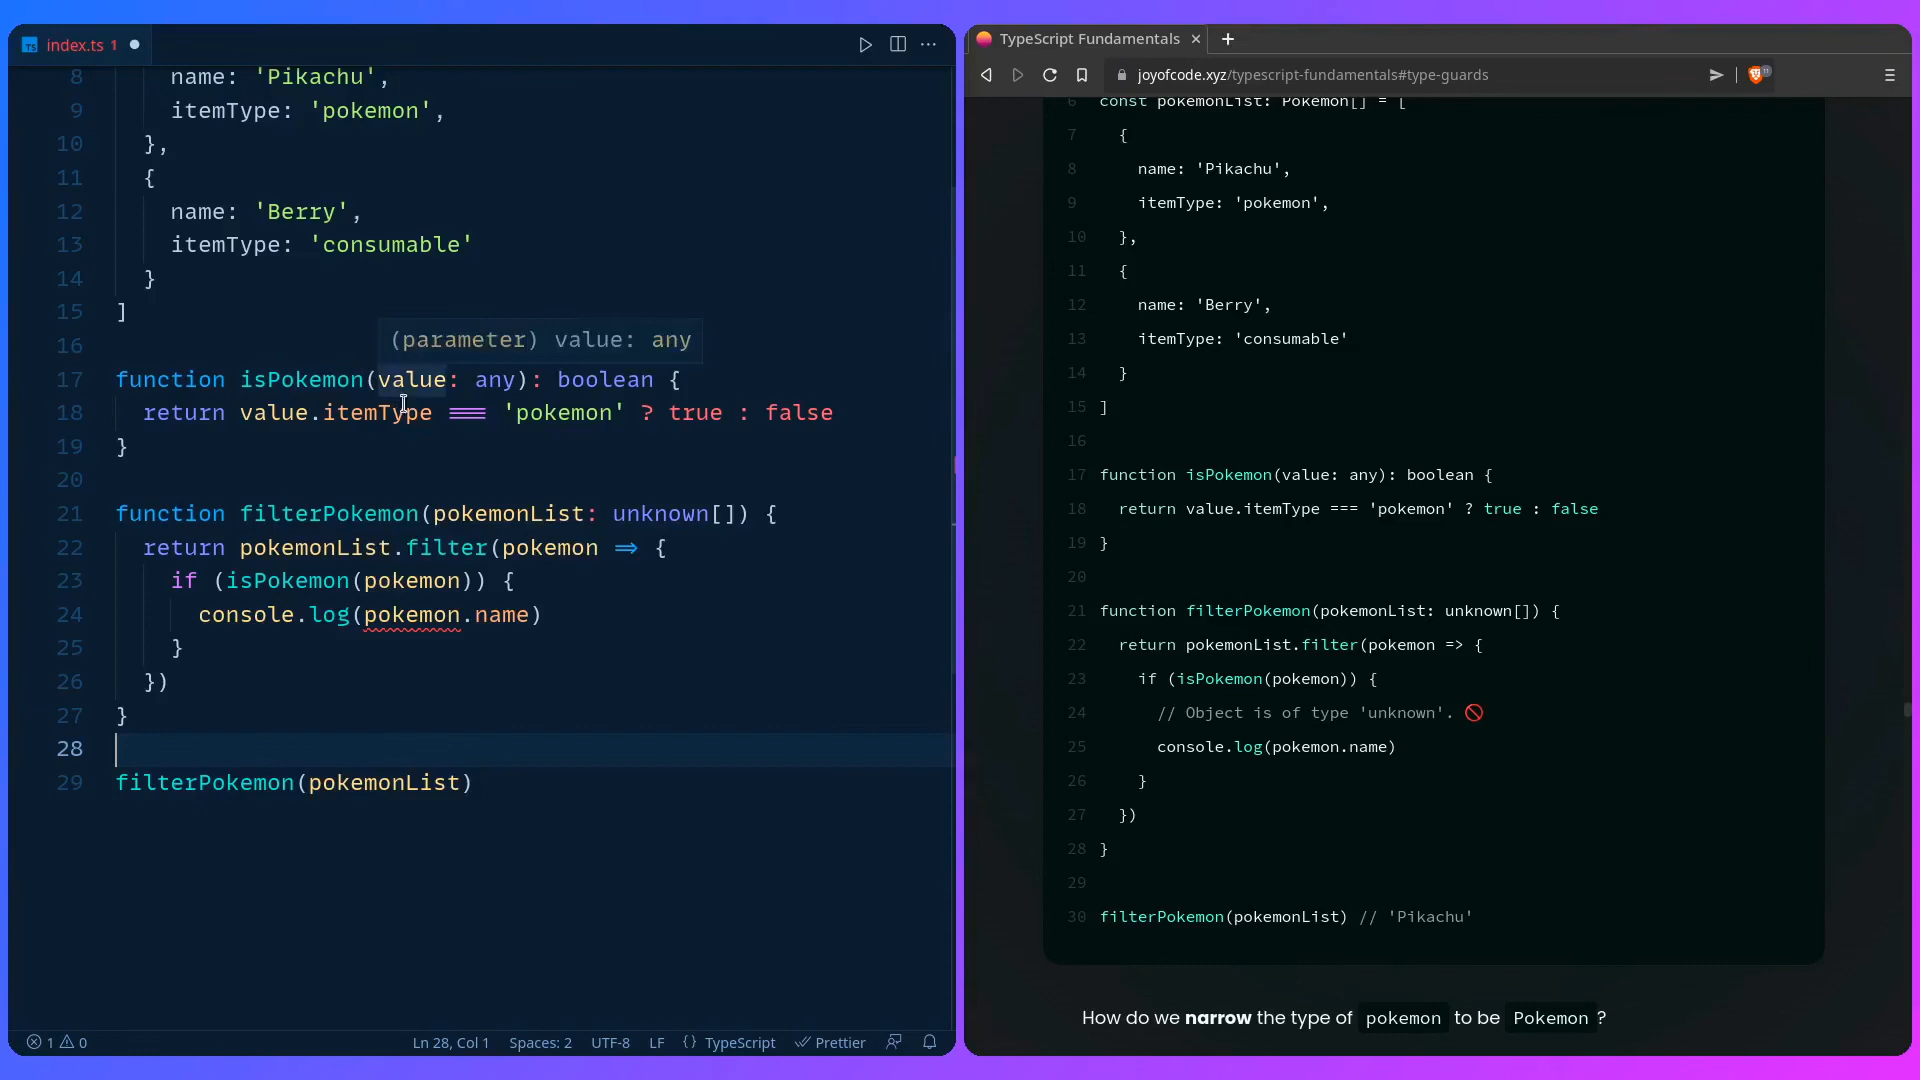 index.ts 1
8 name: 'Pikachu',
9 itemType: 'pokemon',
10 },
11 {
12 name: 'Berry',
13 itemType: 'consumable'
14 }
15 ]
(parameter) value: any
16
17 function isPokemon(value: any): boolean {
18 return value.itemType === 'pokemon' ? true : false
19 }
20
21 function filterPokemon(pokemonList: unknown[]) {
22 return pokemonList.filter(pokemon => {
23 if (isPokemon(pokemon)) {
24 console.log(pokemon.name)
25 }
26 })
27 }
28
29 filterPokemon(pokemonList)
1 0 Ln 28, Col 1 Spaces: 2 UTF-8 LF {} TypeScript Prettier
TypeScript Fundamentals
joyofcode.xyz/typescript-fundamentals#type-guards
6 const pokemonList: Pokemon[] = [
7 {
8 name: 'Pikachu',
9 itemType: 'pokemon',
10 },
11 {
12 name: 'Berry',
13 itemType: 'consumable'
14 }
15 ]
16
17 function isPokemon(value: any): boolean {
18 return value.itemType === 'pokemon' ? true : false
19 }
20
21 function filterPokemon(pokemonList: unknown[]) {
22 return pokemonList.filter(pokemon => {
23 if (isPokemon(pokemon)) {
24 // Object is of type 'unknown'. 🚫
25 console.log(pokemon.name)
26 }
27 })
28 }
29
30 filterPokemon(pokemonList) // 'Pikachu'
How do we narrow the type of pokemon to be Pokemon ?